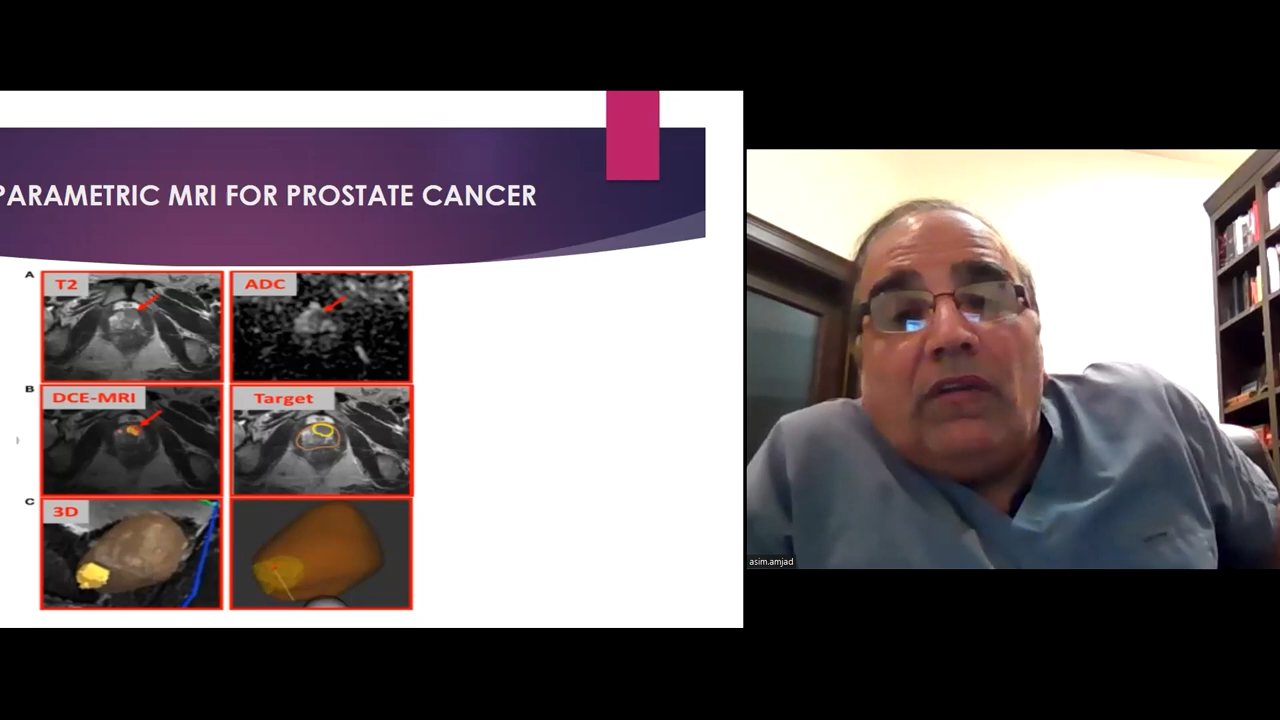 PARAMETRIC MRI FOR PROSTATE CANCER
A
T2
ADC
B
DCE-MRI
Target
C
3D
asim.amjad